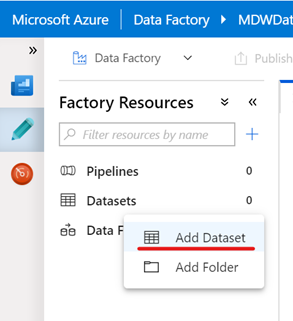 Microsoft Azure Data Factory ▸ MDWDat
» Data Factory Publish
Factory Resources
Filter resources by name
Pipelines 0
Datasets 0
Data F
Add Dataset
Add Folder